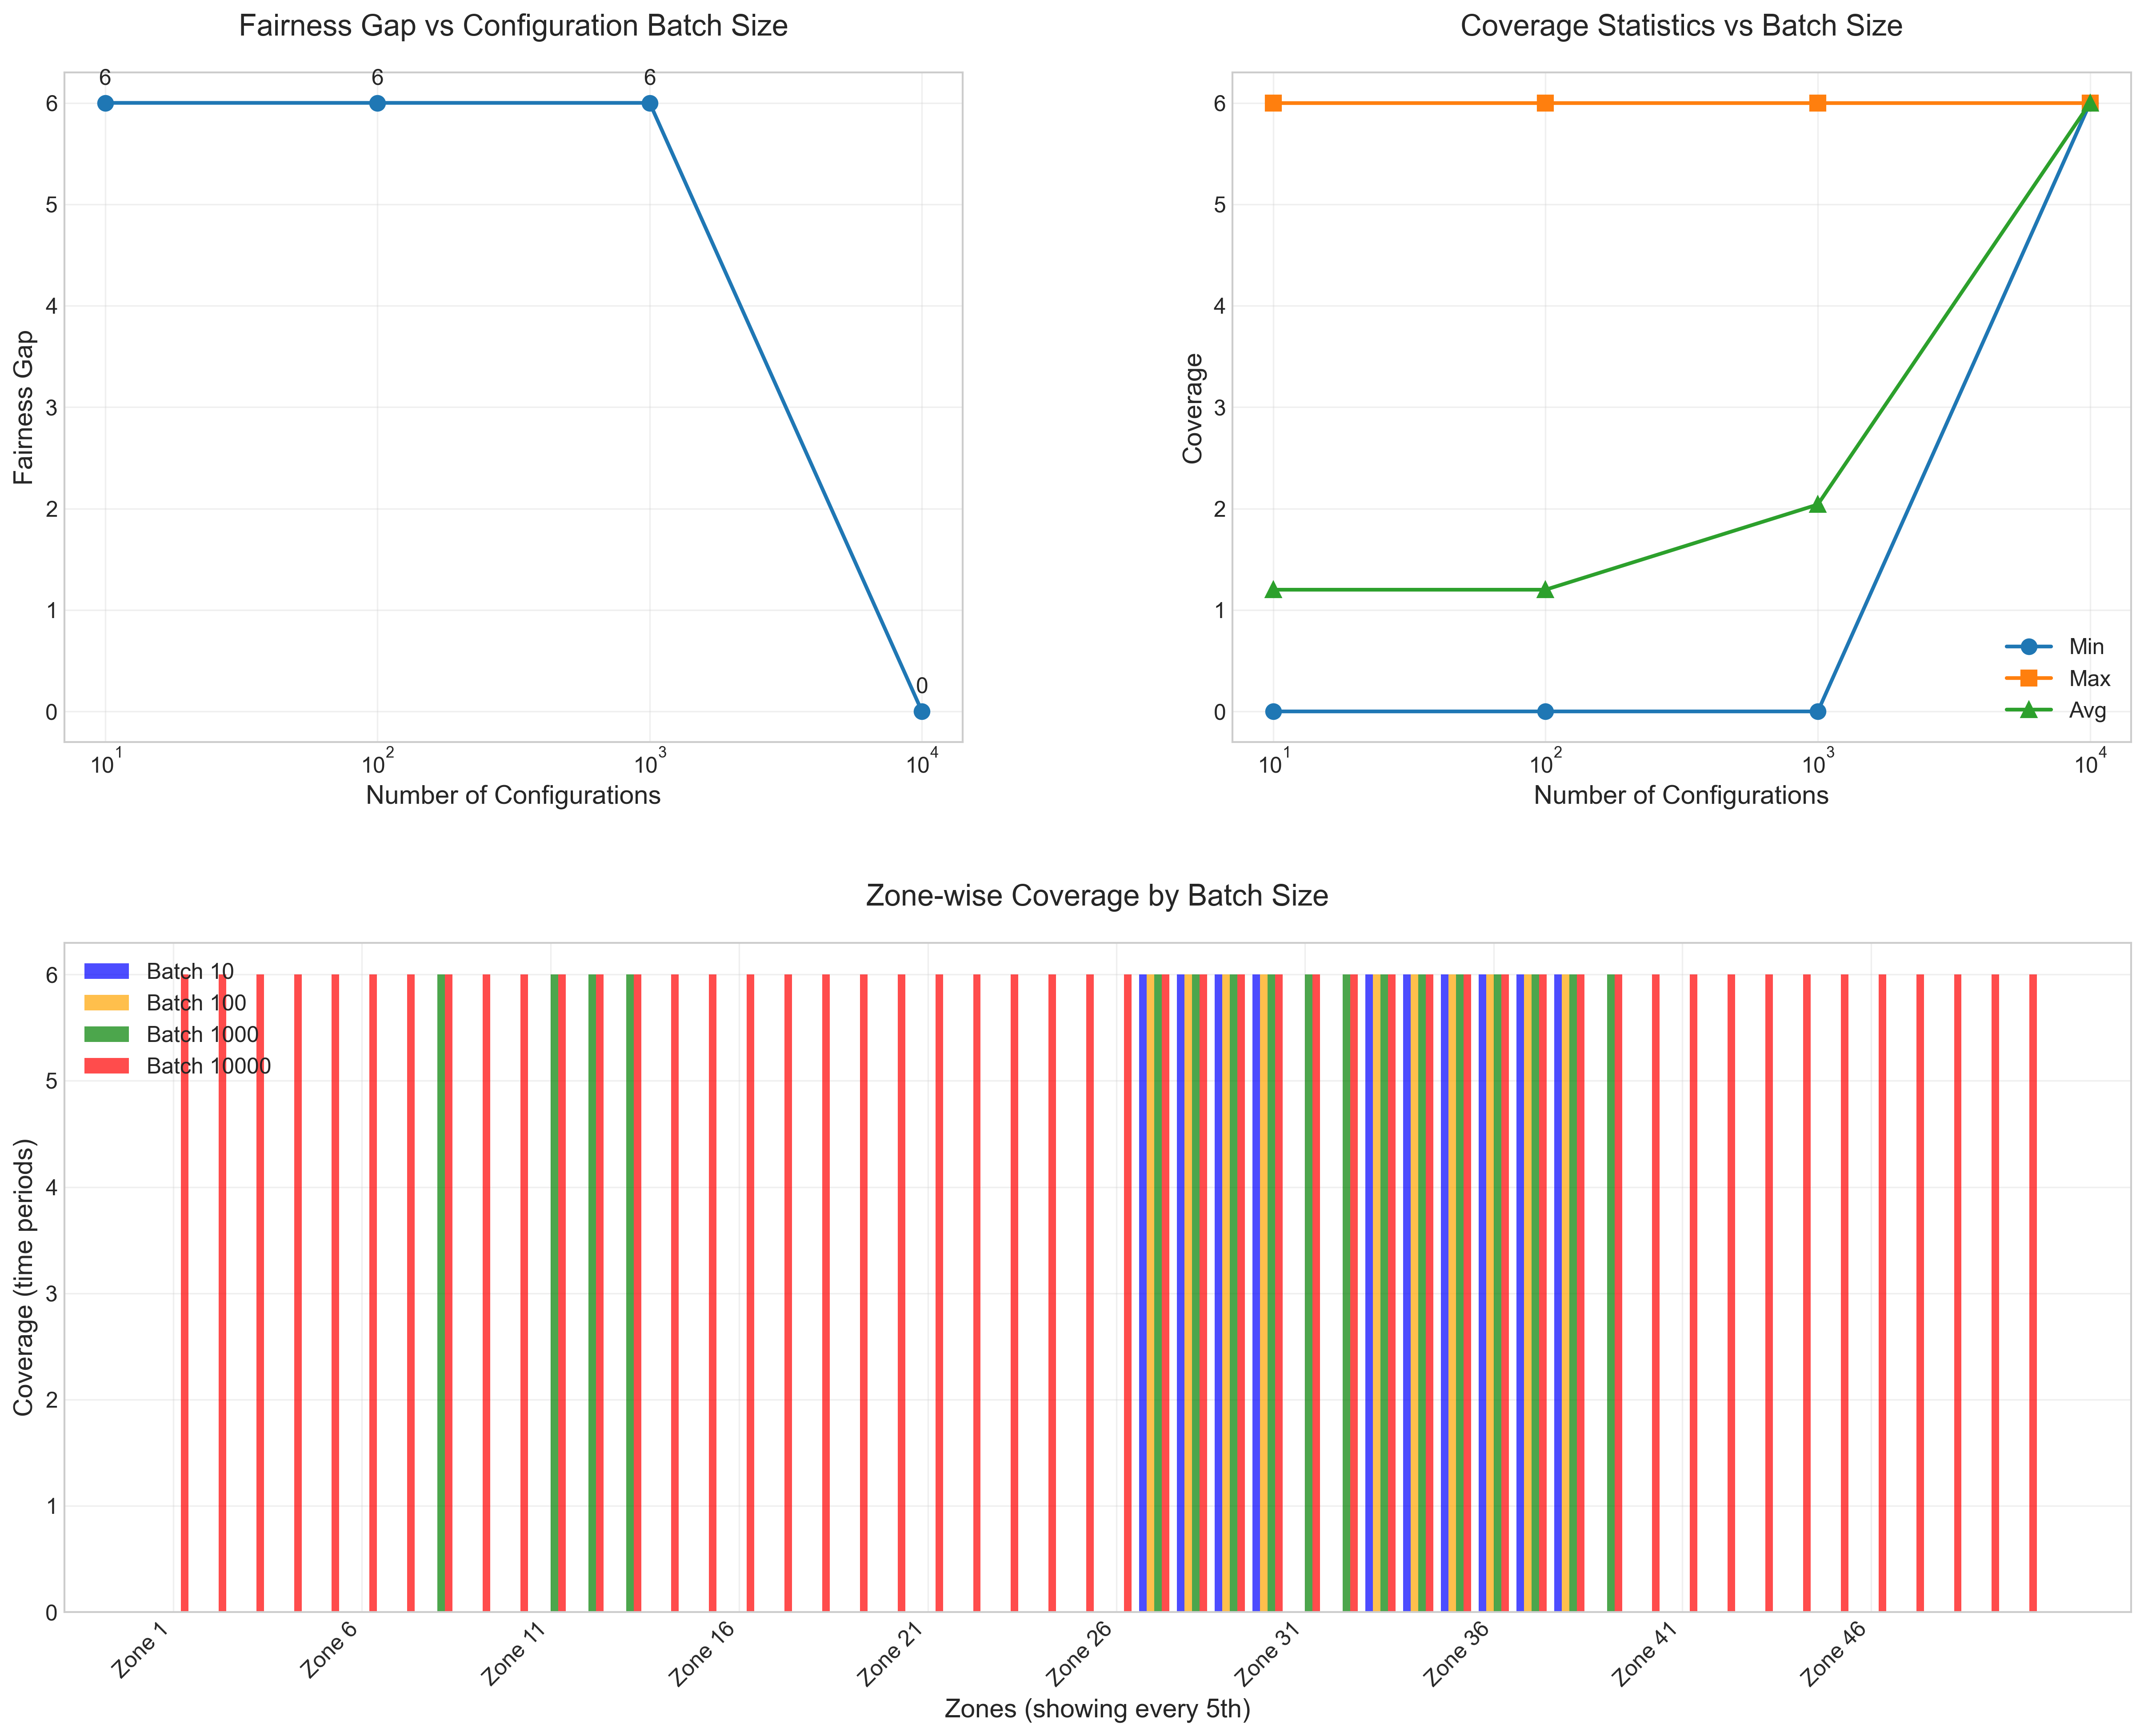 Fairness Gap vs Configuration Batch Size
6
6
6
0
6
5
4
3
2
1
0
Fairness Gap
10^1
10^2
10^3
10^4
Number of Configurations
Coverage Statistics vs Batch Size
6
5
4
3
2
1
0
Coverage
Min
Max
Avg
10^1
10^2
10^3
10^4
Number of Configurations
Zone-wise Coverage by Batch Size
6
5
4
3
2
1
0
Coverage (time periods)
Batch 10
Batch 100
Batch 1000
Batch 10000
Zone 1
Zone 6
Zone 11
Zone 16
Zone 21
Zone 26
Zone 31
Zone 36
Zone 41
Zone 46
Zones (showing every 5th)